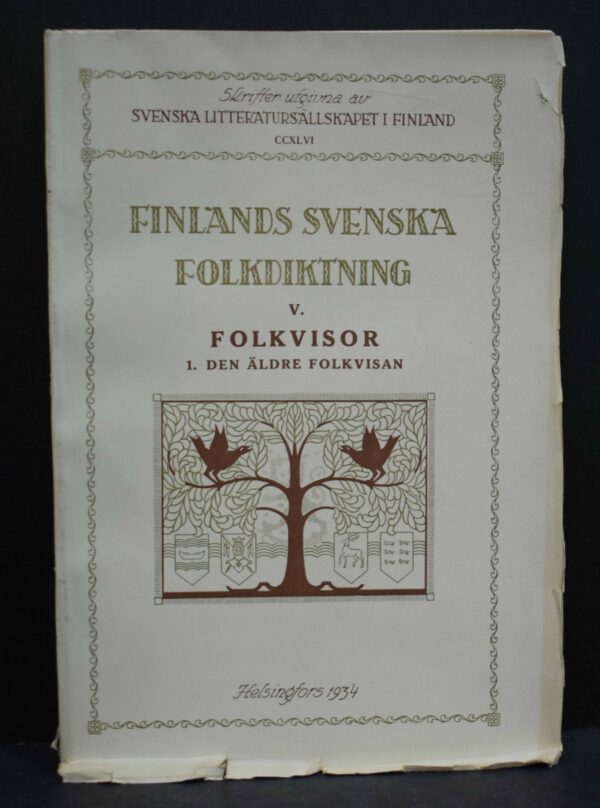 Skrifter utgivna av
SVENSKA LITTERATURSÄLLSKAPET I FINLAND
CCXLVI
FINLANDS SVENSKA
FOLKDIKTNING
V.
FOLKVISOR
1. DEN ÄLDRE FOLKVISAN
Helsingfors 1934